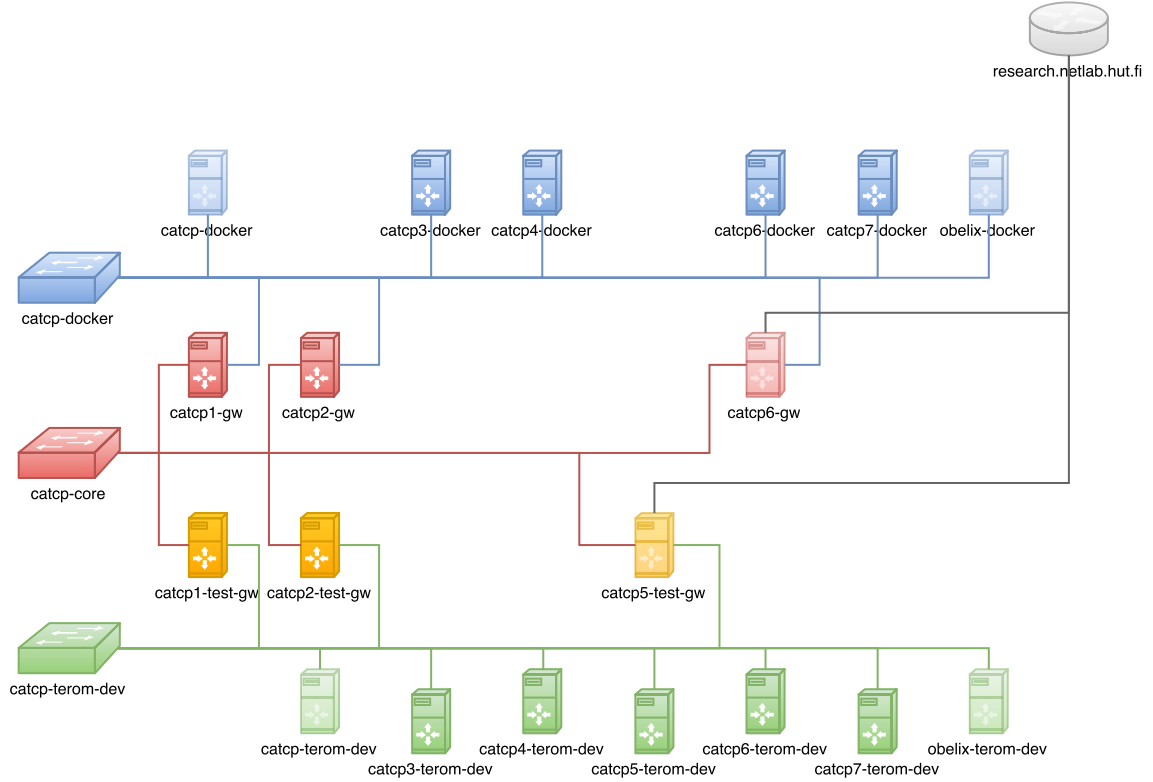 research.netlab.hut.fi
catcp-docker
catcp3-docker
catcp4-docker
catcp6-docker
catcp7-docker
obelix-docker
catcp-docker
catcp1-gw
catcp2-gw
catcp6-gw
catcp-core
catcp1-test-gw
catcp2-test-gw
catcp5-test-gw
catcp-terom-dev
catcp-terom-dev
catcp3-terom-dev
catcp4-terom-dev
catcp5-terom-dev
catcp6-terom-dev
catcp7-terom-dev
obelix-terom-dev